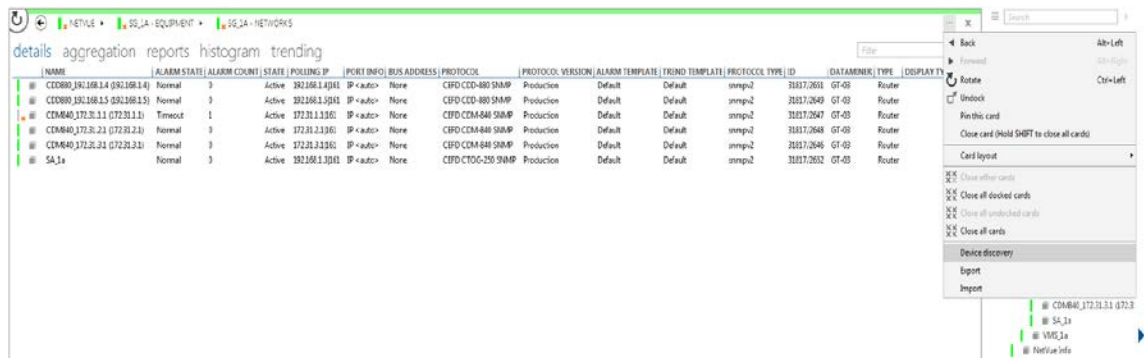 NETVUE ▸ SG_1A - EQUIPMENT ▸ SG_1A - NETWORKS
details aggregation reports histogram trending
Filter
NAME ALARM STATE ALARM COUNT STATE POLLING IP PORT INFO BUS ADDRESS PROTOCOL PROTOCOL VERSION ALARM TEMPLATE TREND TEMPLATE PROTOCOL TYPE ID DATAMINER TYPE DISPLAY TY
CDD880_192.168.1.4 (192.168.1.4) Normal 0 Active 192.168.1.4|161 IP <auto> None CEFD CDD-880 SNMP Production Default Default snmpv2 31817/2651 GT-03 Router
CDD880_192.168.1.5 (192.168.1.5) Normal 0 Active 192.168.1.5|161 IP <auto> None CEFD CDD-880 SNMP Production Default Default snmpv2 31817/2649 GT-03 Router
CDM840_172.31.1.1 (172.31.1.1) Timeout 1 Active 172.31.1.1|161 IP <auto> None CEFD CDM-840 SNMP Production Default Default snmpv2 31817/2647 GT-03 Router
CDM840_172.31.2.1 (172.31.2.1) Normal 0 Active 172.31.2.1|161 IP <auto> None CEFD CDM-840 SNMP Production Default Default snmpv2 31817/2648 GT-03 Router
CDM840_172.31.3.1 (172.31.3.1) Normal 0 Active 172.31.3.1|161 IP <auto> None CEFD CDM-840 SNMP Production Default Default snmpv2 31817/2646 GT-03 Router
SA_1a Normal 0 Active 192.168.1.3|161 IP <auto> None CEFD CTOG-250 SNMP Production Default Default snmpv2 31817/2652 GT-03 Router
... X
Search
Back Alt+Left
Forward Alt+Right
Rotate Ctrl+Left
Undock
Pin this card
Close card (Hold SHIFT to close all cards)
Card layout
Close other cards
Close all docked cards
Close all undocked cards
Close all cards
Device discovery
Export
Import
CDM840_172.31.3.1 (172.3
SA_1a
VMS_1a
NetVue Info